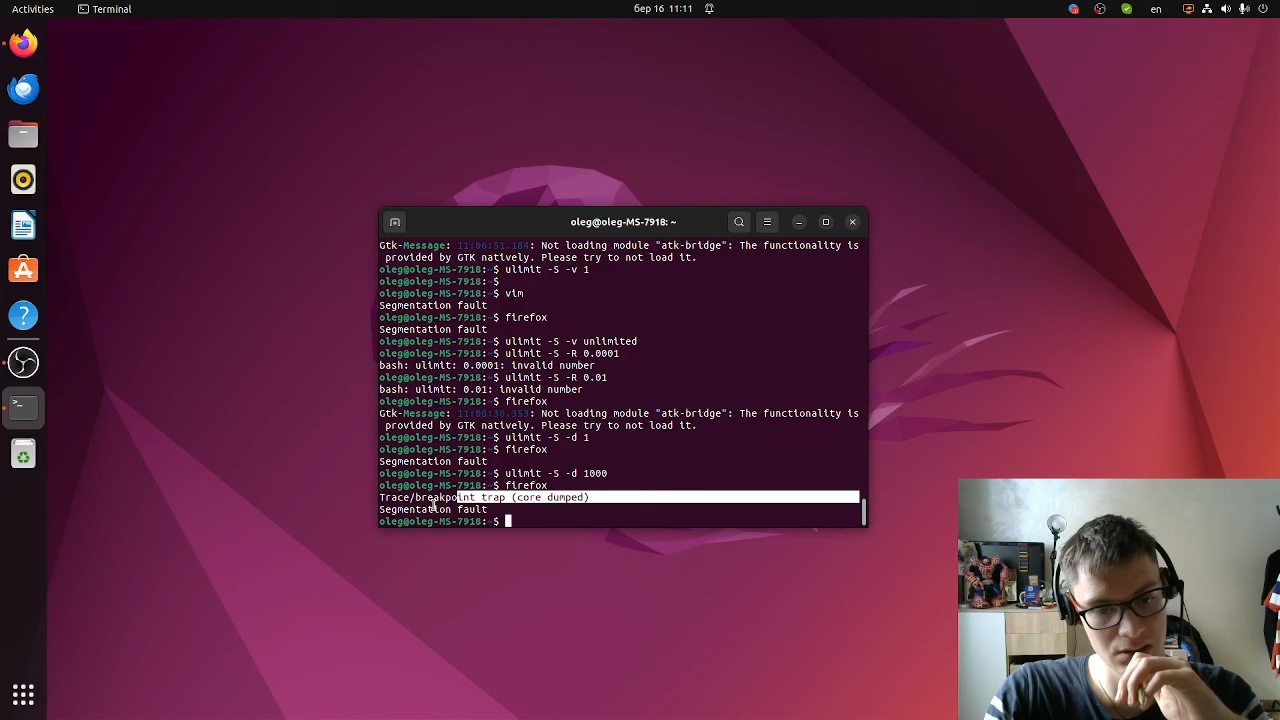 Activities
Terminal
бер 16 11:11
en
oleg@oleg-MS-7918: ~
Gtk-Message: 11:06:51.184: Not loading module "atk-bridge": The functionality is
provided by GTK natively. Please try to not load it.
oleg@oleg-MS-7918:~$ ulimit -S -v 1
oleg@oleg-MS-7918:~$
oleg@oleg-MS-7918:~$ vim
Segmentation fault
oleg@oleg-MS-7918:~$ firefox
Segmentation fault
oleg@oleg-MS-7918:~$ ulimit -S -v unlimited
oleg@oleg-MS-7918:~$ ulimit -S -R 0.0001
bash: ulimit: 0.0001: invalid number
oleg@oleg-MS-7918:~$ ulimit -S -R 0.01
bash: ulimit: 0.01: invalid number
oleg@oleg-MS-7918:~$ firefox
Gtk-Message: 11:08:36.353: Not loading module "atk-bridge": The functionality is
provided by GTK natively. Please try to not load it.
oleg@oleg-MS-7918:~$ ulimit -S -d 1
oleg@oleg-MS-7918:~$ firefox
Segmentation fault
oleg@oleg-MS-7918:~$ ulimit -S -d 1000
oleg@oleg-MS-7918:~$ firefox
Trace/breakpoint trap (core dumped)
Segmentation fault
oleg@oleg-MS-7918:~$